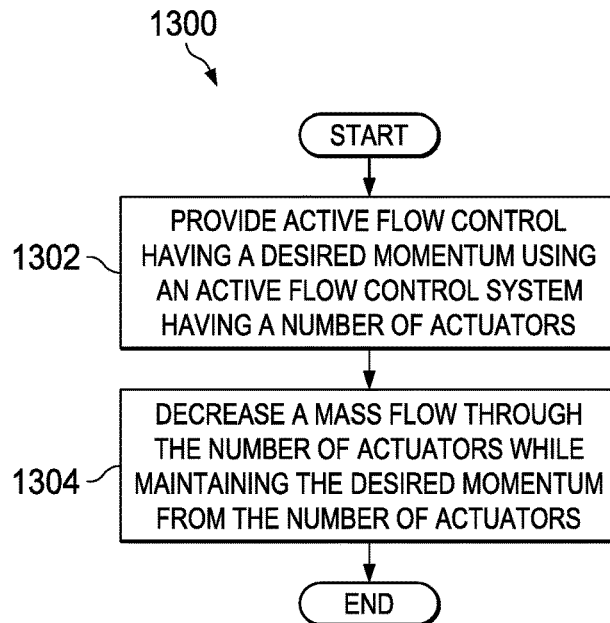 1300
START
1302
PROVIDE ACTIVE FLOW CONTROL
HAVING A DESIRED MOMENTUM USING
AN ACTIVE FLOW CONTROL SYSTEM
HAVING A NUMBER OF ACTUATORS
1304
DECREASE A MASS FLOW THROUGH
THE NUMBER OF ACTUATORS WHILE
MAINTAINING THE DESIRED MOMENTUM
FROM THE NUMBER OF ACTUATORS
END